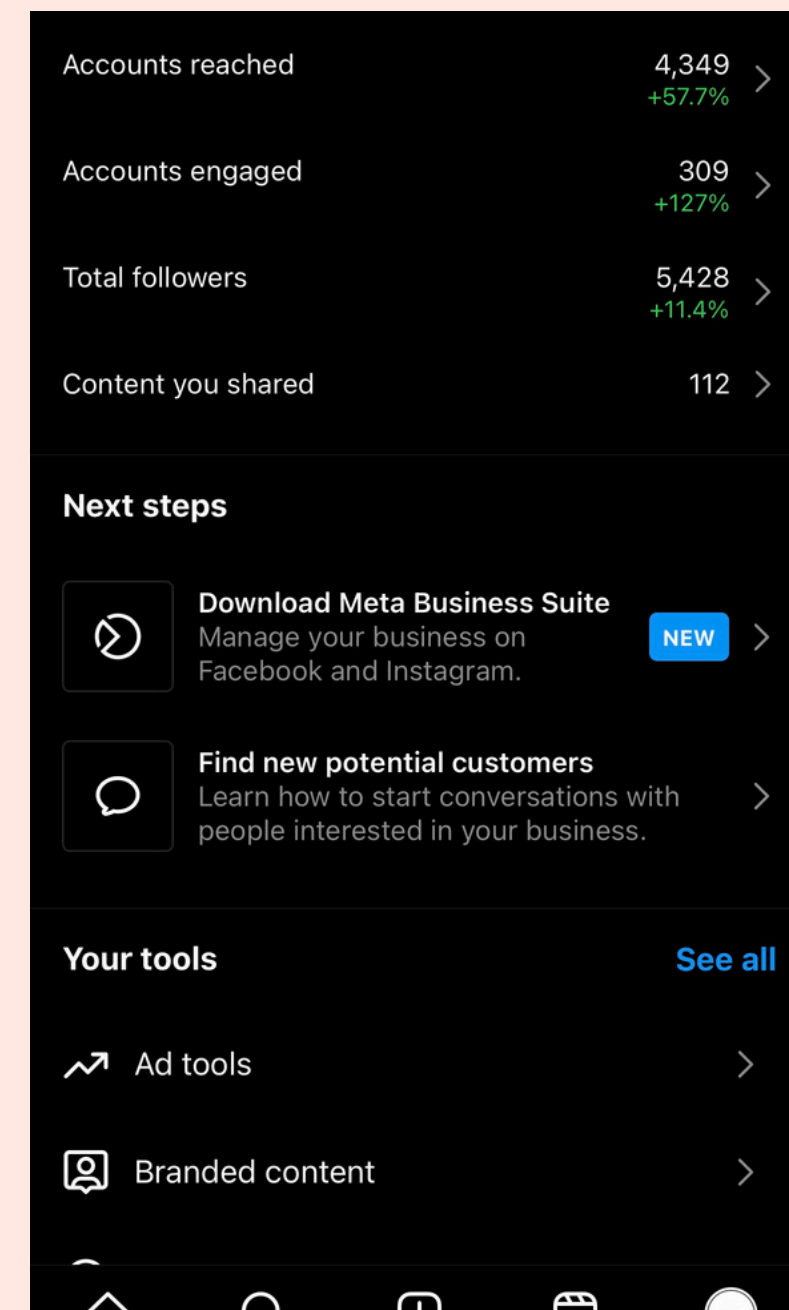 Accounts reached 4,349
+57.7%
Accounts engaged 309
+127%
Total followers 5,428
+11.4%
Content you shared 112
Next steps
Download Meta Business Suite
Manage your business on
Facebook and Instagram.
NEW
Find new potential customers
Learn how to start conversations with
people interested in your business.
Your tools See all
Ad tools
Branded content